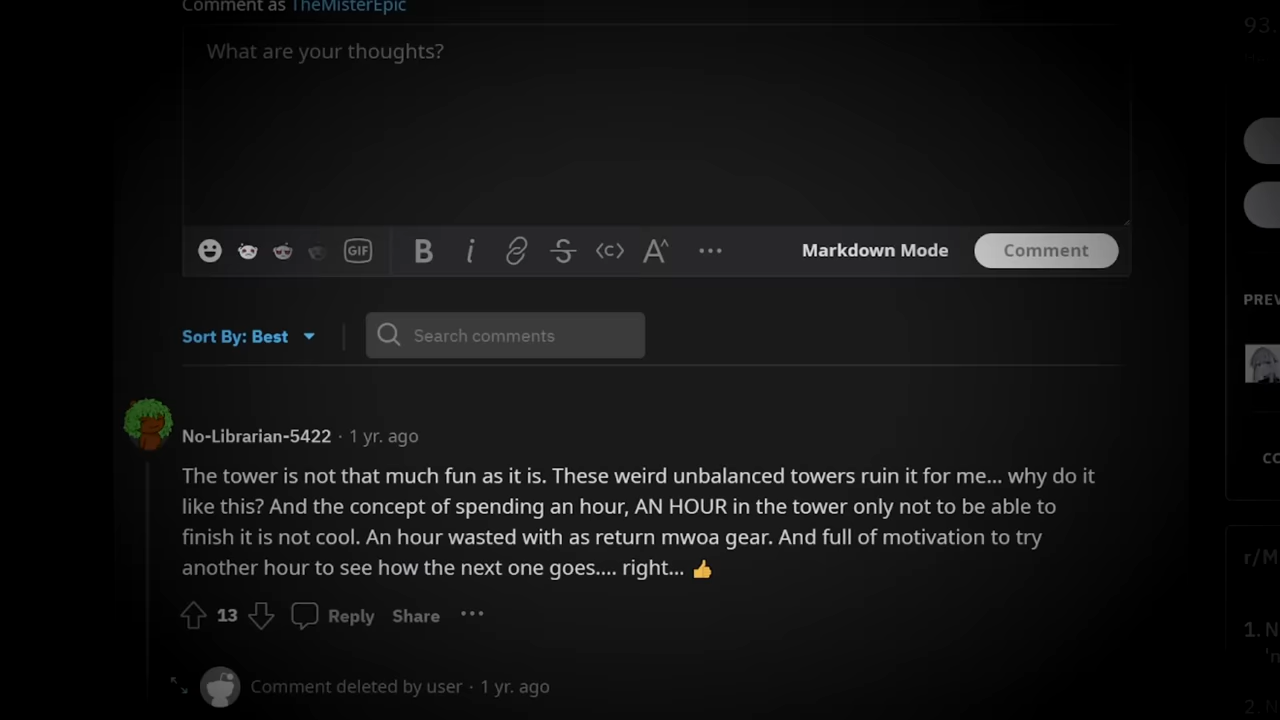 Comment as TheMisterEpic
93.
What are your thoughts?
GIF
Markdown Mode
Comment
PREV
Sort By: Best
Search comments
No-Librarian-5422 · 1 yr. ago
CO
The tower is not that much fun as it is. These weird unbalanced towers ruin it for me... why do it
like this? And the concept of spending an hour, AN HOUR in the tower only not to be able to
finish it is not cool. An hour wasted with as return mwoa gear. And full of motivation to try
another hour to see how the next one goes.... right... 👍
r/M
13 Reply Share
1. N
Comment deleted by user · 1 yr. ago
2. N